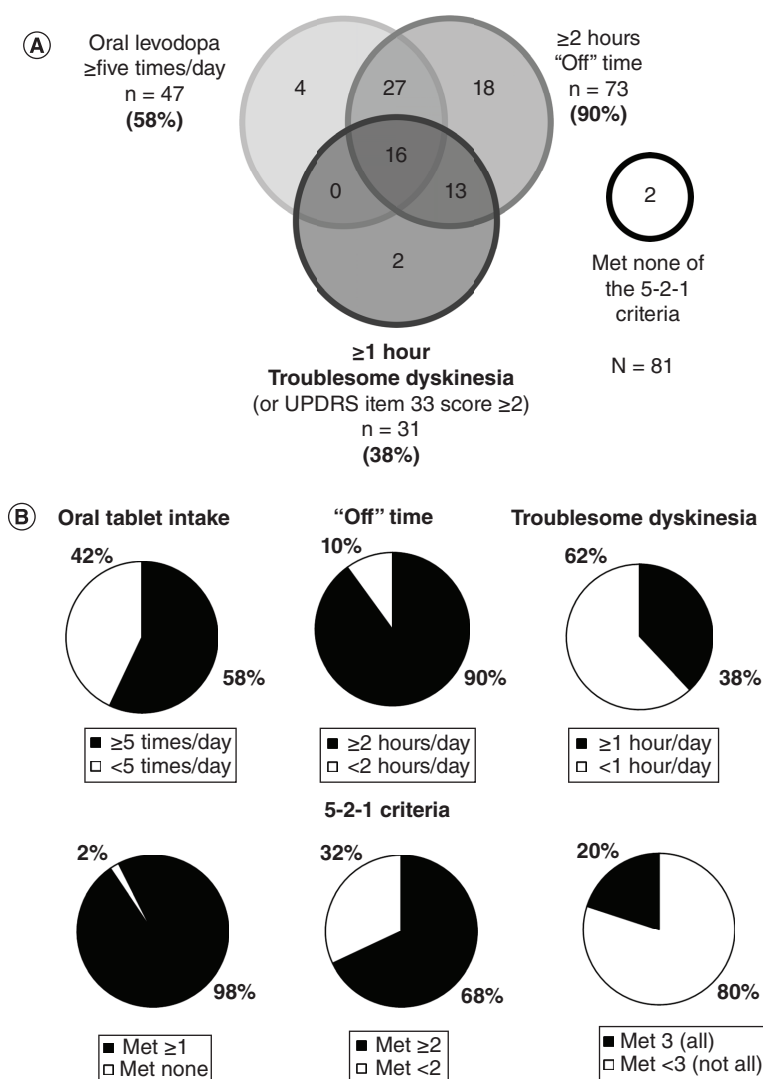 A
Oral levodopa
≥five times/day
n = 47
(58%)
≥2 hours
“Off” time
n = 73
(90%)
4
27
18
16
0
13
2
2
Met none of
the 5-2-1
criteria
N = 81
≥1 hour
Troublesome dyskinesia
(or UPDRS item 33 score ≥2)
n = 31
(38%)
B
Oral tablet intake
“Off” time
Troublesome dyskinesia
42%
10%
62%
58%
90%
38%
≥5 times/day
<5 times/day
≥2 hours/day
<2 hours/day
≥1 hour/day
<1 hour/day
5-2-1 criteria
2%
32%
20%
98%
68%
80%
Met ≥1
Met none
Met ≥2
Met <2
Met 3 (all)
Met <3 (not all)